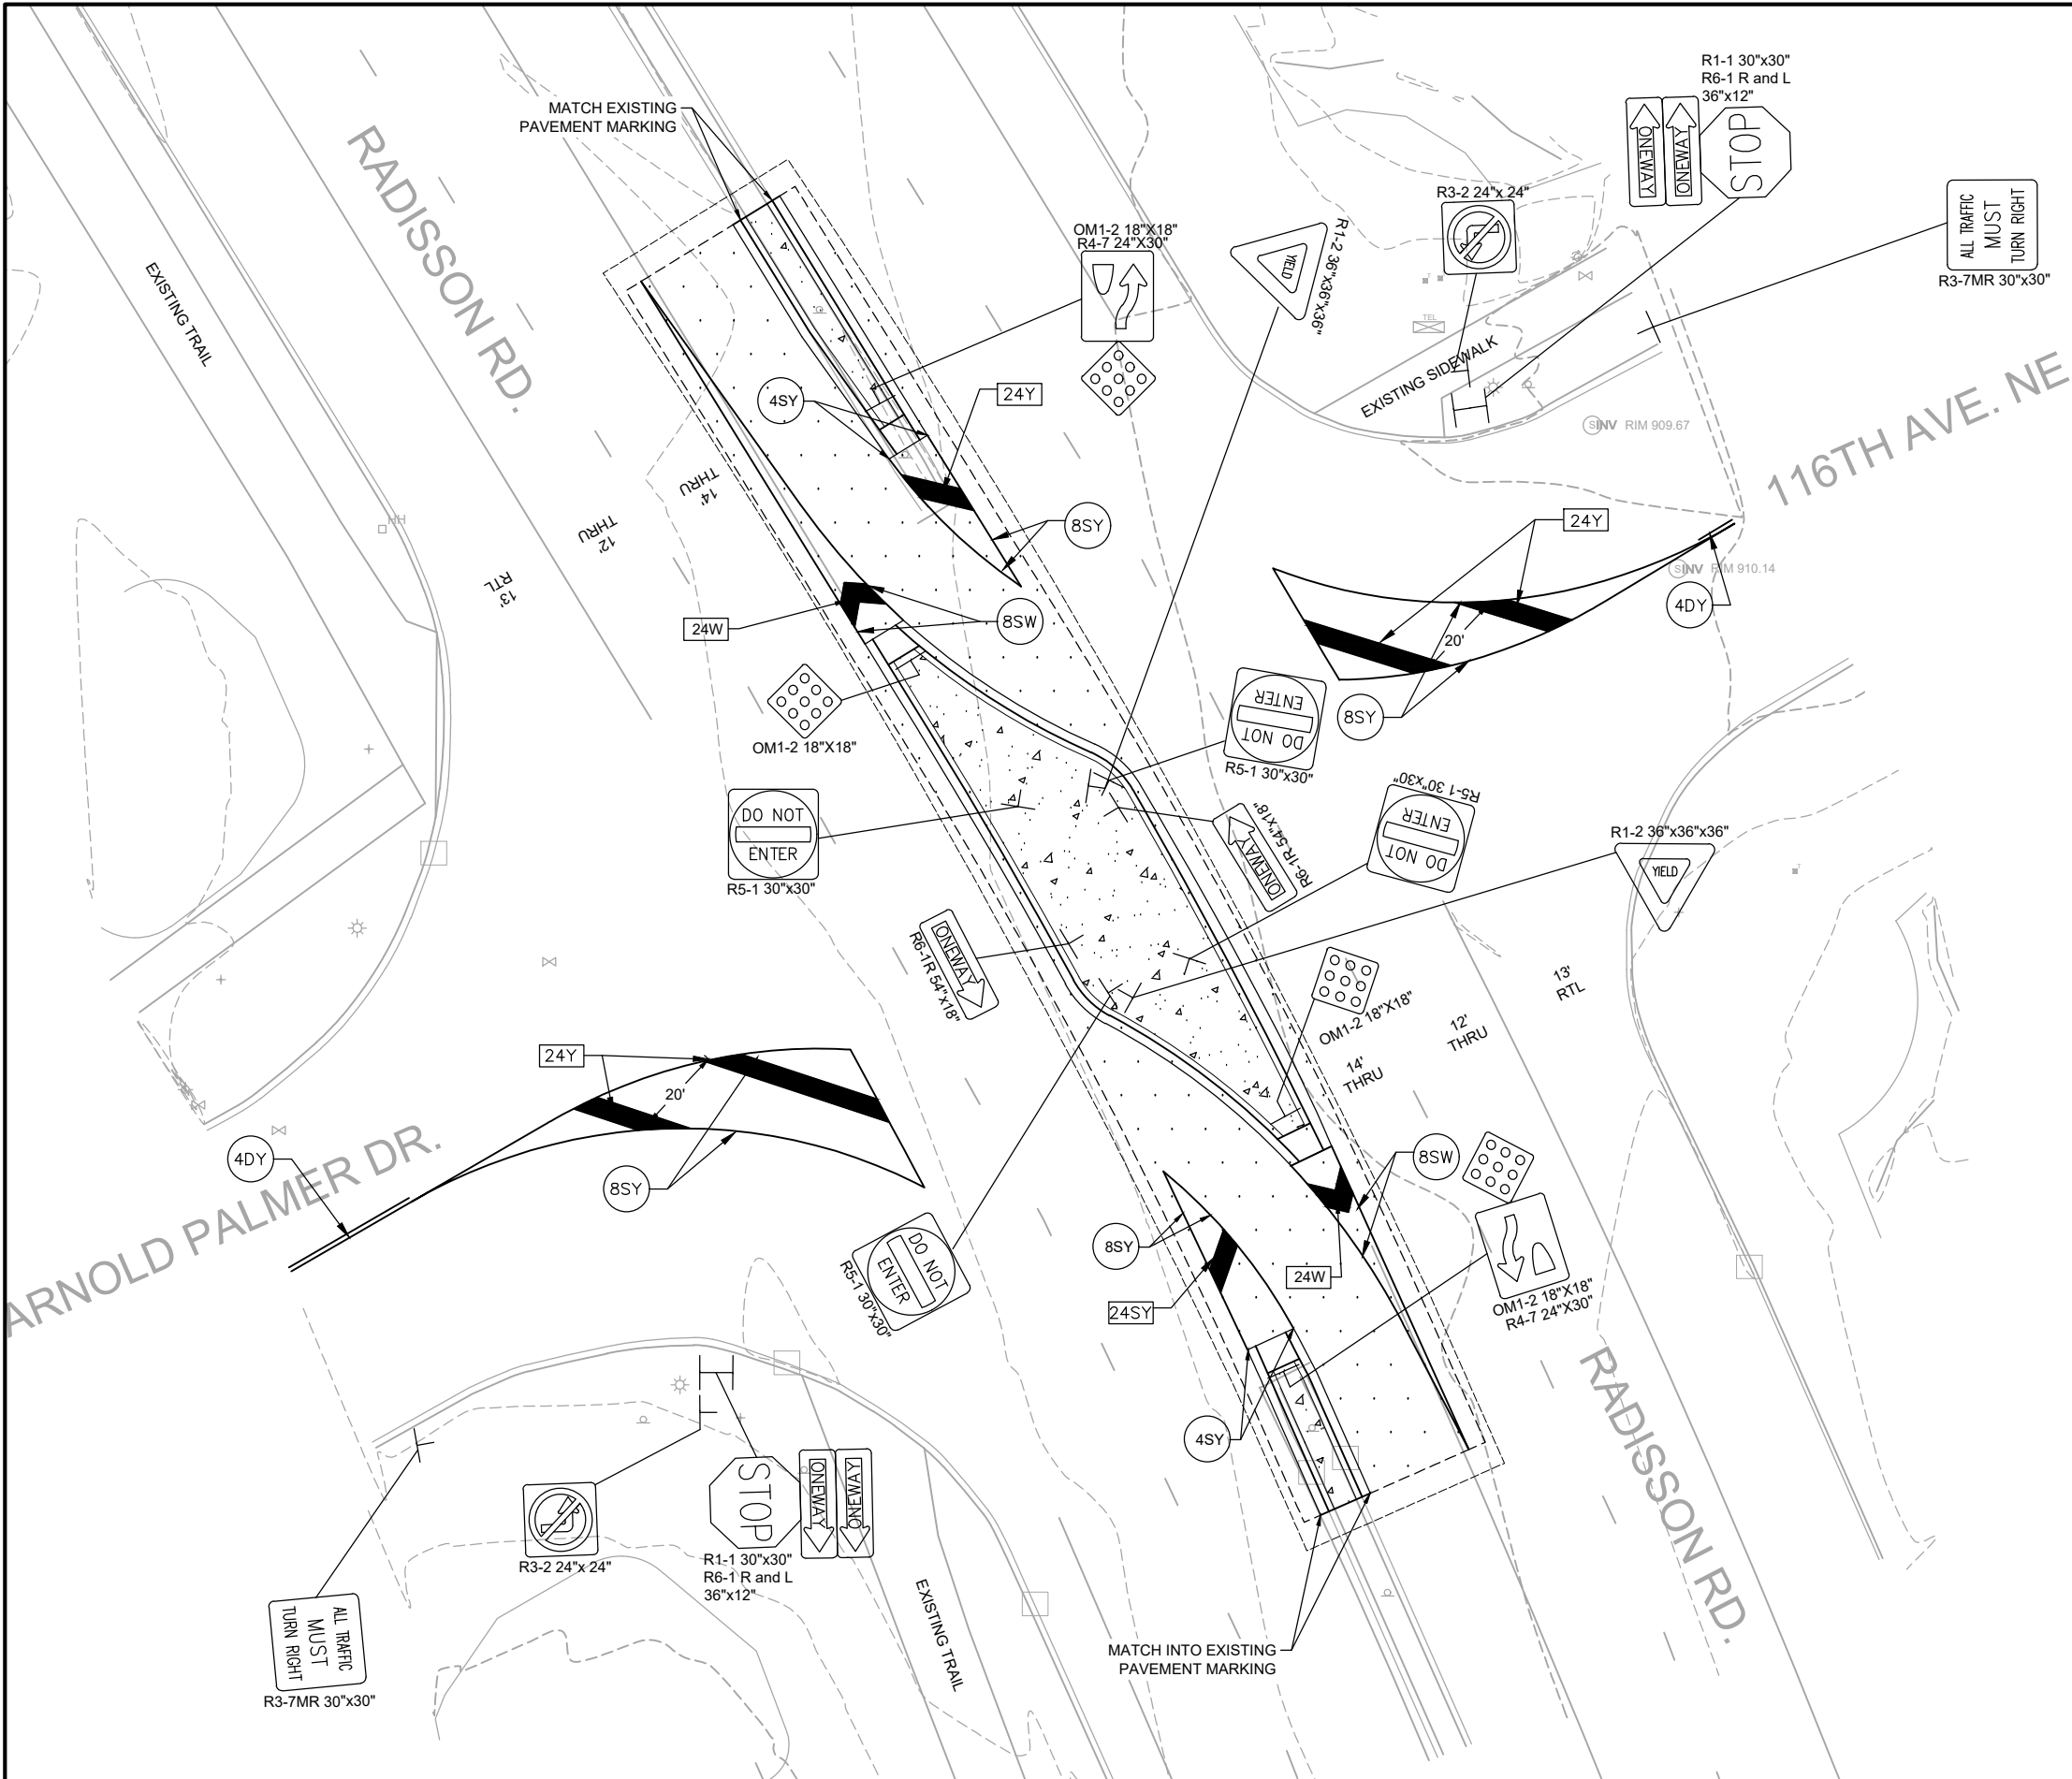 MATCH EXISTING
PAVEMENT MARKING
RADISSON RD.
EXISTING TRAIL
R1-1 30"x30"
R6-1 R and L
36"x12"
ONEWAY
ONEWAY
STOP
R3-2 24"x 24"
ALL TRAFFIC
MUST
TURN RIGHT
R3-7MR 30"x30"
OM1-2 18"X18"
R4-7 24"X30"
YIELD
R1-2 36"x36"x36"
TEL
EXISTING SIDEWALK
SINV RIM 909.67
116TH AVE. NE
4SY
24Y
14'
THRU
12'
THRU
13'
RTL
HH
8SY
24Y
SINV RIM 910.14
4DY
20'
8SY
24W
8SW
OM1-2 18"X18"
DO NOT
ENTER
R5-1 30"x30"
DO NOT
ENTER
R5-1 30"x30"
DO NOT
ENTER
R5-1 30"x30"
ONEWAY
R6-1R 54"x18"
R1-2 36"x36"x36"
YIELD
ONEWAY
R6-1R 54"x18"
OM1-2 18"X18"
13'
RTL
12'
THRU
14'
THRU
24Y
20'
4DY
8SY
ARNOLD PALMER DR.
DO NOT
ENTER
R5-1 30"x30"
8SW
8SY
24W
24SY
OM1-2 18"X18"
R4-7 24"X30"
4SY
RADISSON RD.
R3-2 24"x 24"
STOP
ONEWAY
ONEWAY
R1-1 30"x30"
R6-1 R and L
36"x12"
ALL TRAFFIC
MUST
TURN RIGHT
R3-7MR 30"x30"
EXISTING TRAIL
MATCH INTO EXISTING
PAVEMENT MARKING